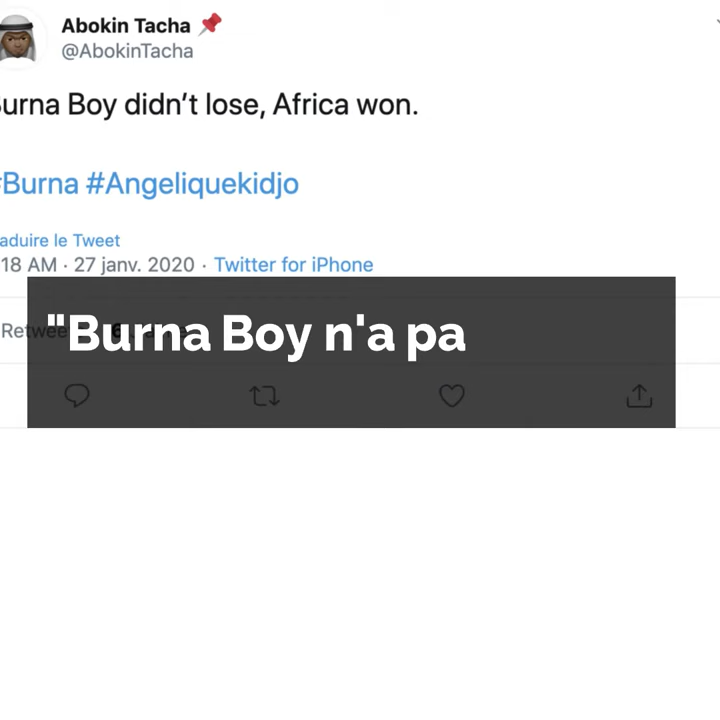 Abokin Tacha 📌
@AbokinTacha
urna Boy didn’t lose, Africa won.
#Burna #Angeliquekidjo
aduire le Tweet
18 AM · 27 janv. 2020 · Twitter for iPhone
Retwee
"Burna Boy n'a pa